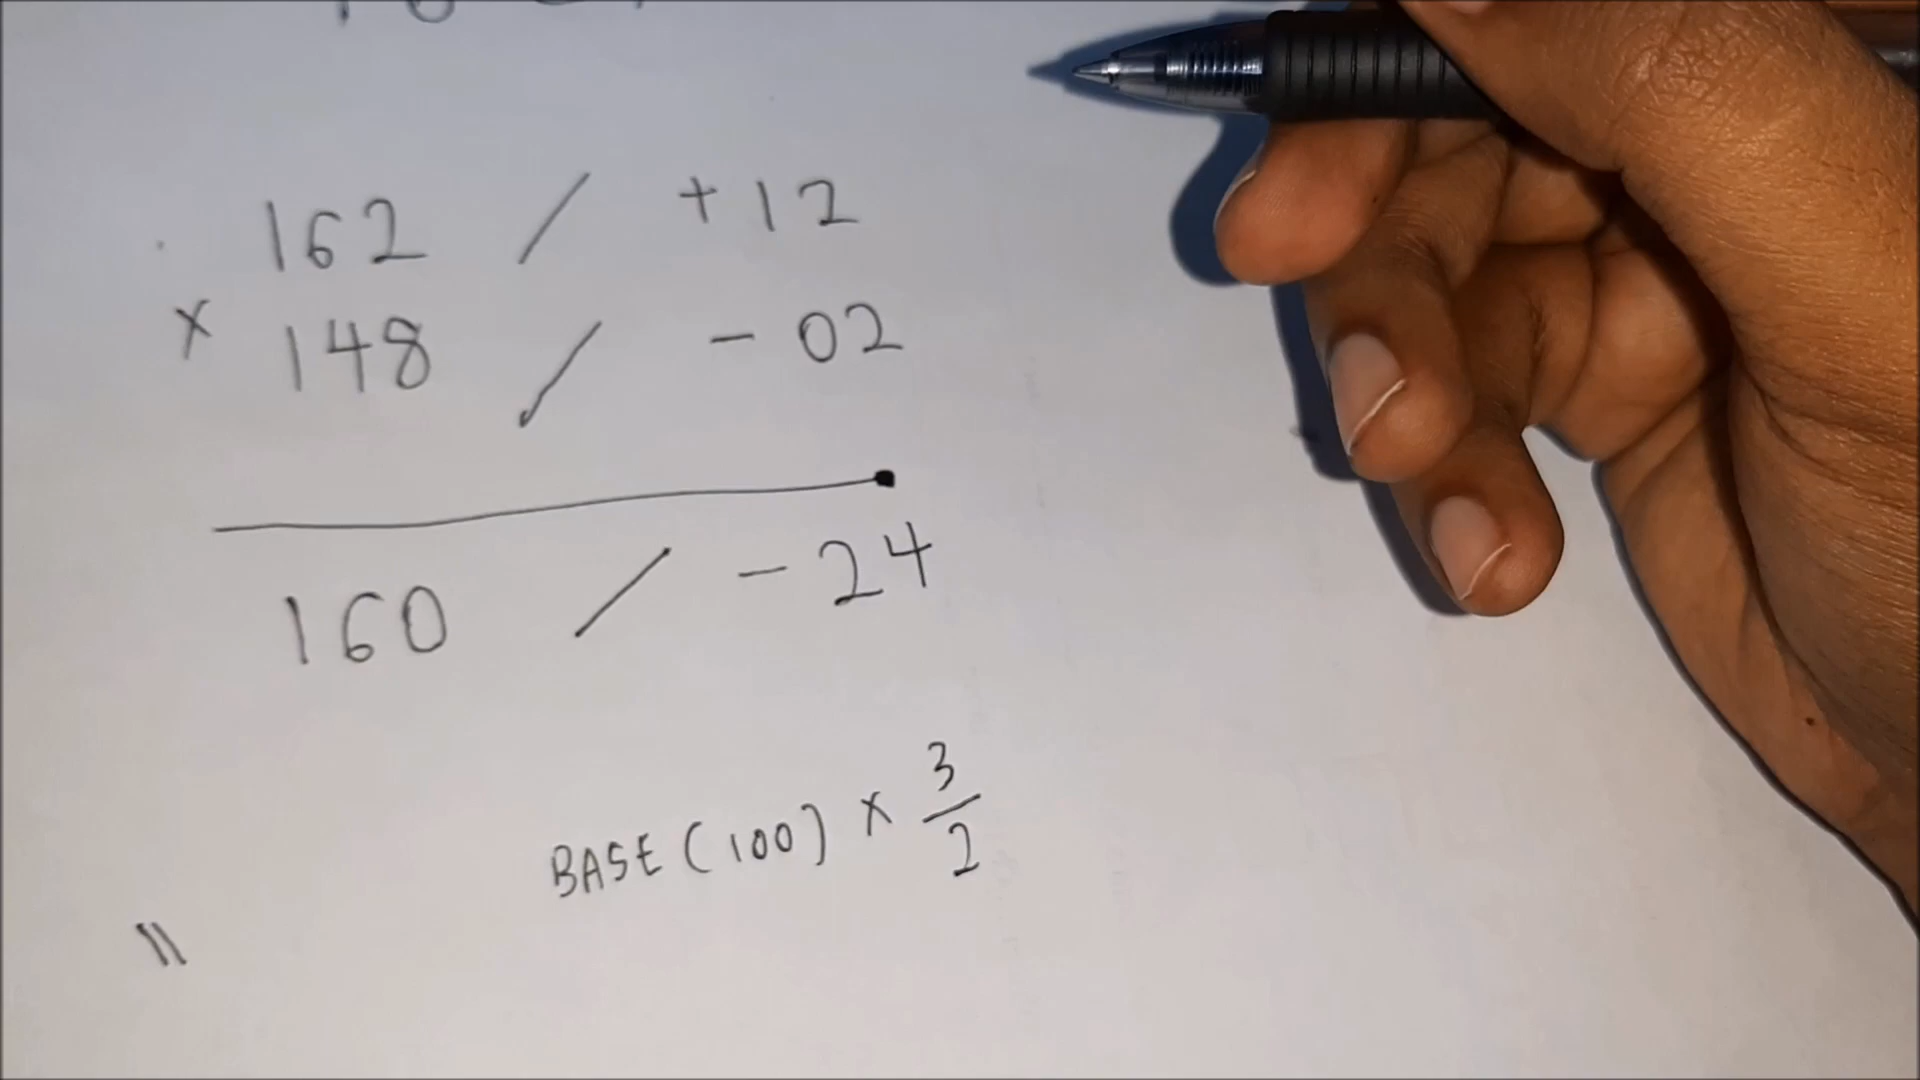 162 / +12
x 148 / - 02
160 / - 24
BASE (100) x 3/2